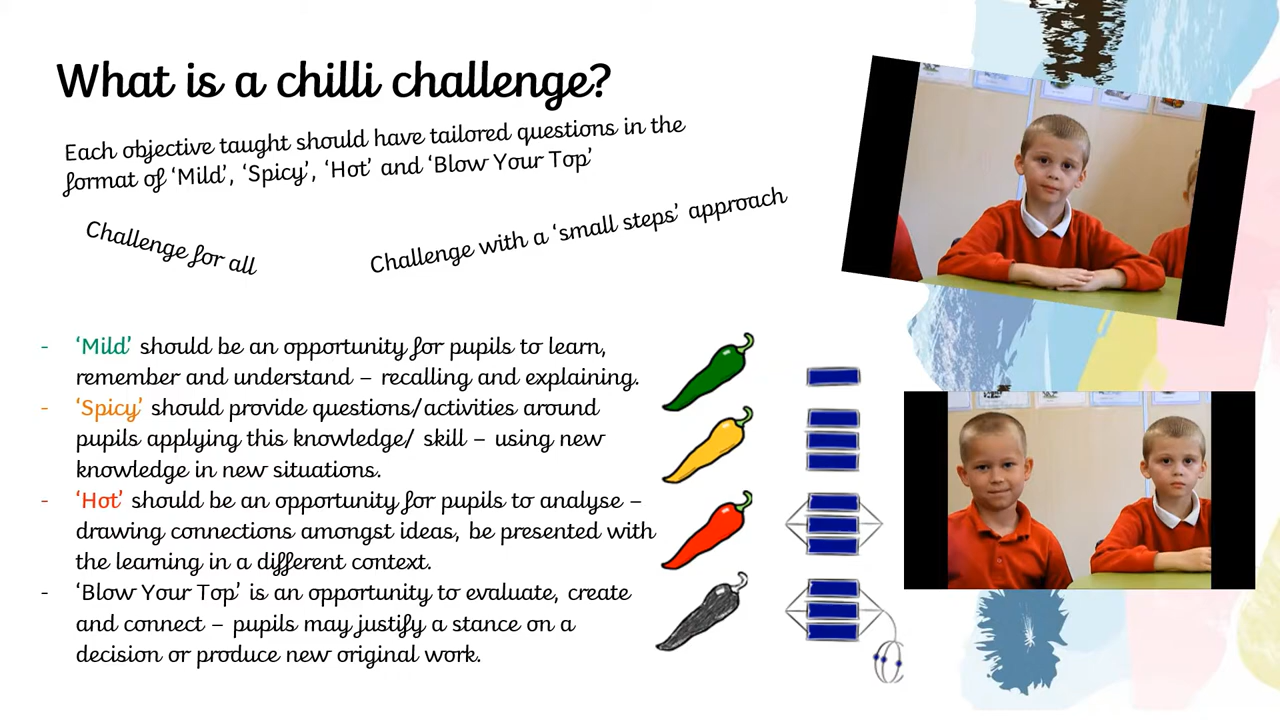 What is a chilli challenge?
Each objective taught should have tailored questions in the
format of ‘Mild’, ‘Spicy’, ‘Hot’ and ‘Blow Your Top’
Challenge for all
Challenge with a ‘small steps’ approach
- ‘Mild’ should be an opportunity for pupils to learn,
remember and understand – recalling and explaining.
- ‘Spicy’ should provide questions/activities around
pupils applying this knowledge/ skill – using new
knowledge in new situations.
- ‘Hot’ should be an opportunity for pupils to analyse –
drawing connections amongst ideas, be presented with
the learning in a different context.
- ‘Blow Your Top’ is an opportunity to evaluate, create
and connect – pupils may justify a stance on a
decision or produce new original work.